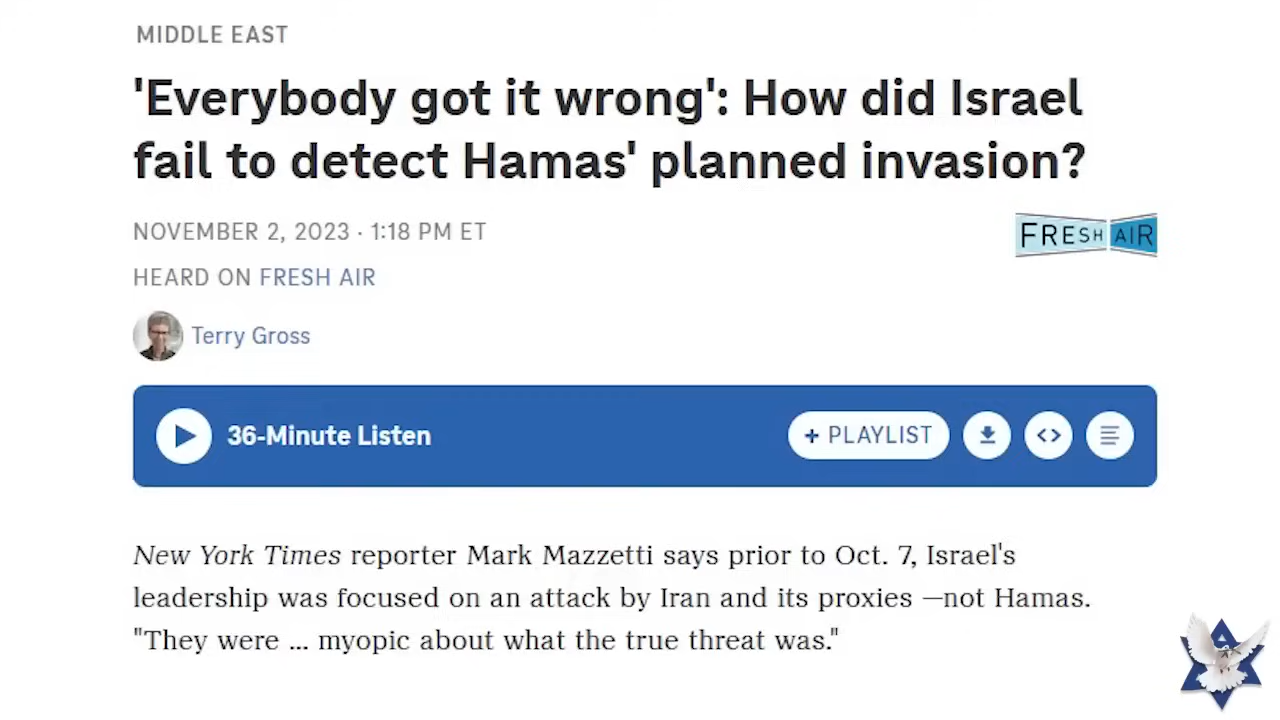 MIDDLE EAST
'Everybody got it wrong': How did Israel
fail to detect Hamas' planned invasion?
NOVEMBER 2, 2023 · 1:18 PM ET
HEARD ON FRESH AIR
FRESH AIR
Terry Gross
36-Minute Listen
+ PLAYLIST
New York Times reporter Mark Mazzetti says prior to Oct. 7, Israel's
leadership was focused on an attack by Iran and its proxies —not Hamas.
"They were ... myopic about what the true threat was."